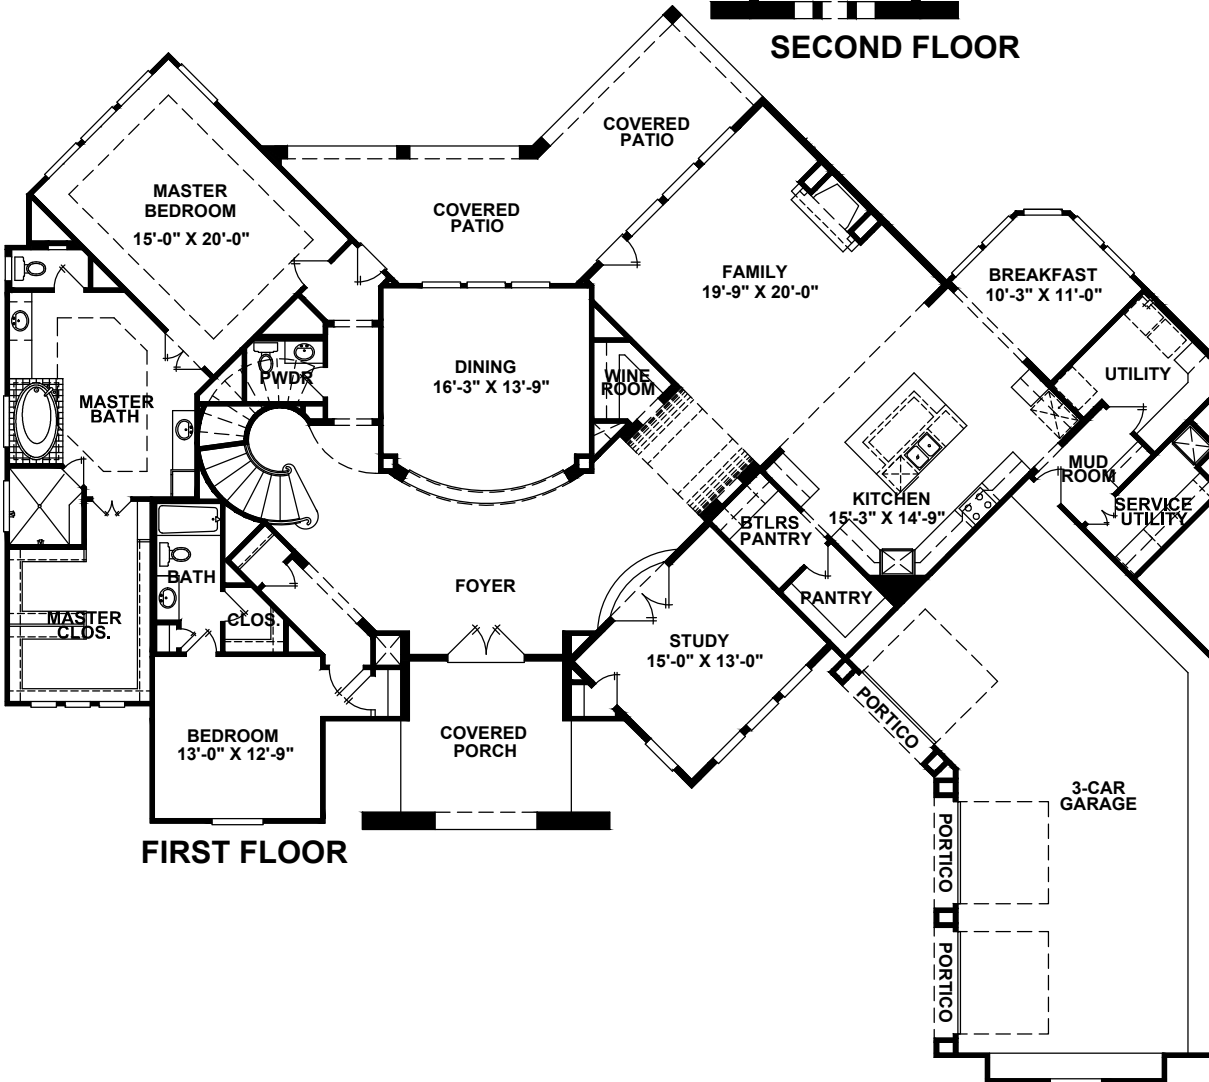 SECOND FLOOR
COVERED
PATIO
MASTER
BEDROOM
15'-0" X 20'-0"
COVERED
PATIO
FAMILY
19'-9" X 20'-0"
BREAKFAST
10'-3" X 11'-0"
DINING
16'-3" X 13'-9"
PWDR
WINE
ROOM
UTILITY
MASTER
BATH
MUD
ROOM
KITCHEN
15'-3" X 14'-9"
SERVICE
UTILITY
BTLRS
PANTRY
BATH
FOYER
PANTRY
MASTER
CLOS.
CLOS.
STUDY
15'-0" X 13'-0"
PORTICO
BEDROOM
13'-0" X 12'-9"
COVERED
PORCH
3-CAR
GARAGE
PORTICO
FIRST FLOOR
PORTICO